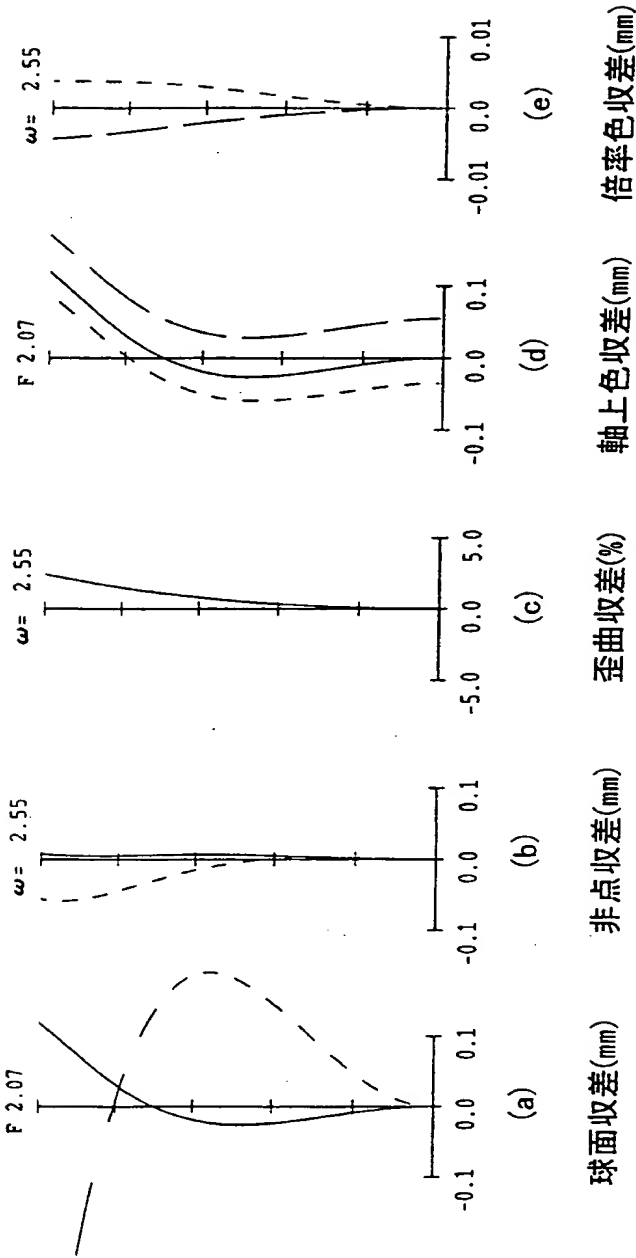 F 2.07
0.1
0.0
-0.1
(a)
球面収差(mm)
ω= 2.55
0.1
0.0
-0.1
(b)
非点収差(mm)
ω= 2.55
5.0
0.0
-5.0
(c)
歪曲収差(%)
F 2.07
0.1
0.0
-0.1
(d)
軸上色収差(mm)
ω= 2.55
0.01
0.0
-0.01
(e)
倍率色収差(mm)